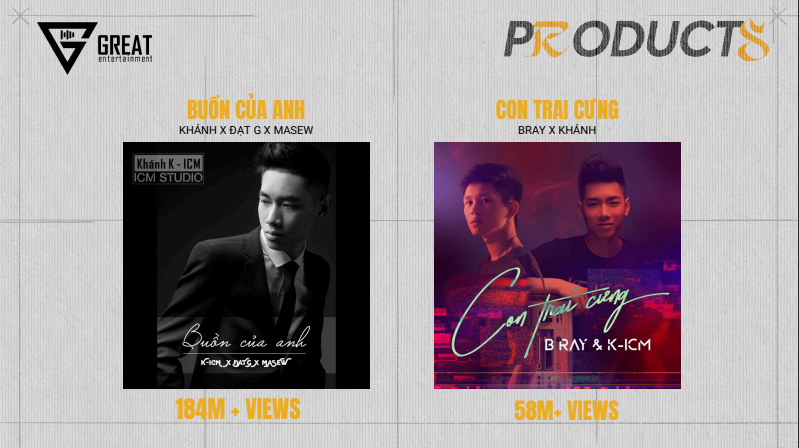 GREAT
entertainment
PRODUCTS
BUỒN CỦA ANH
KHÁNH X ĐẠT G X MASEW
Khánh K - ICM
ICM STUDIO
Buồn của anh
K-ICM X ĐẠT G X MASEW
184M + VIEWS
CON TRAI CƯNG
BRAY X KHÁNH
Con trai cưng
B RAY & K-ICM
58M+ VIEWS